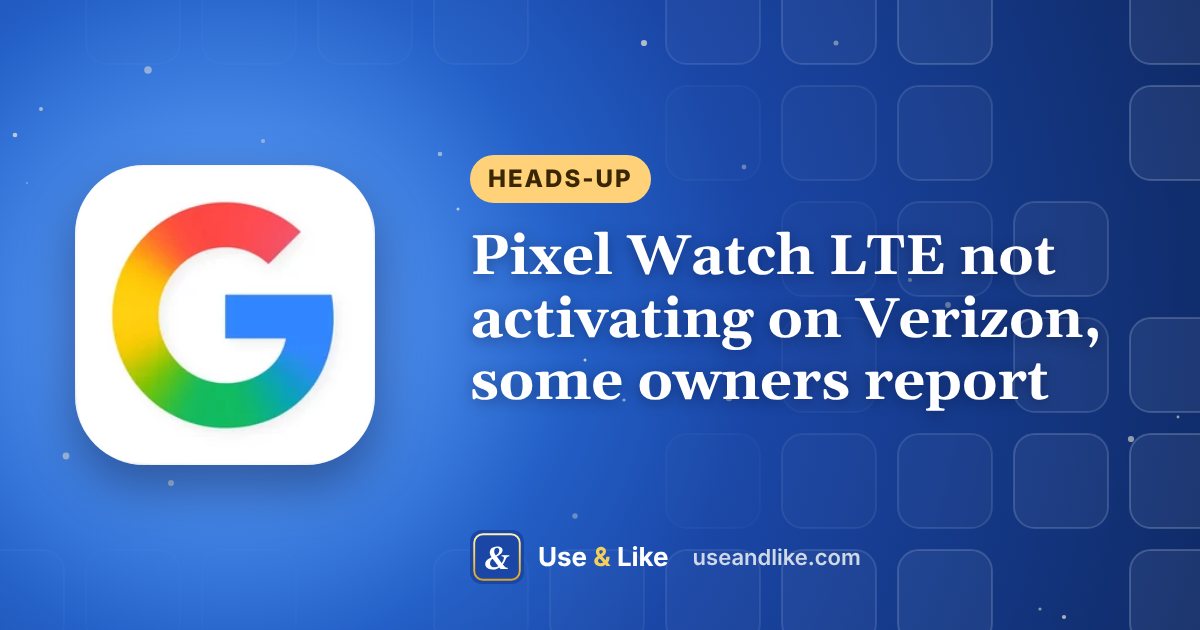 HEADS-UP
Pixel Watch LTE not
activating on Verizon,
some owners report
& Use & Like useandlike.com